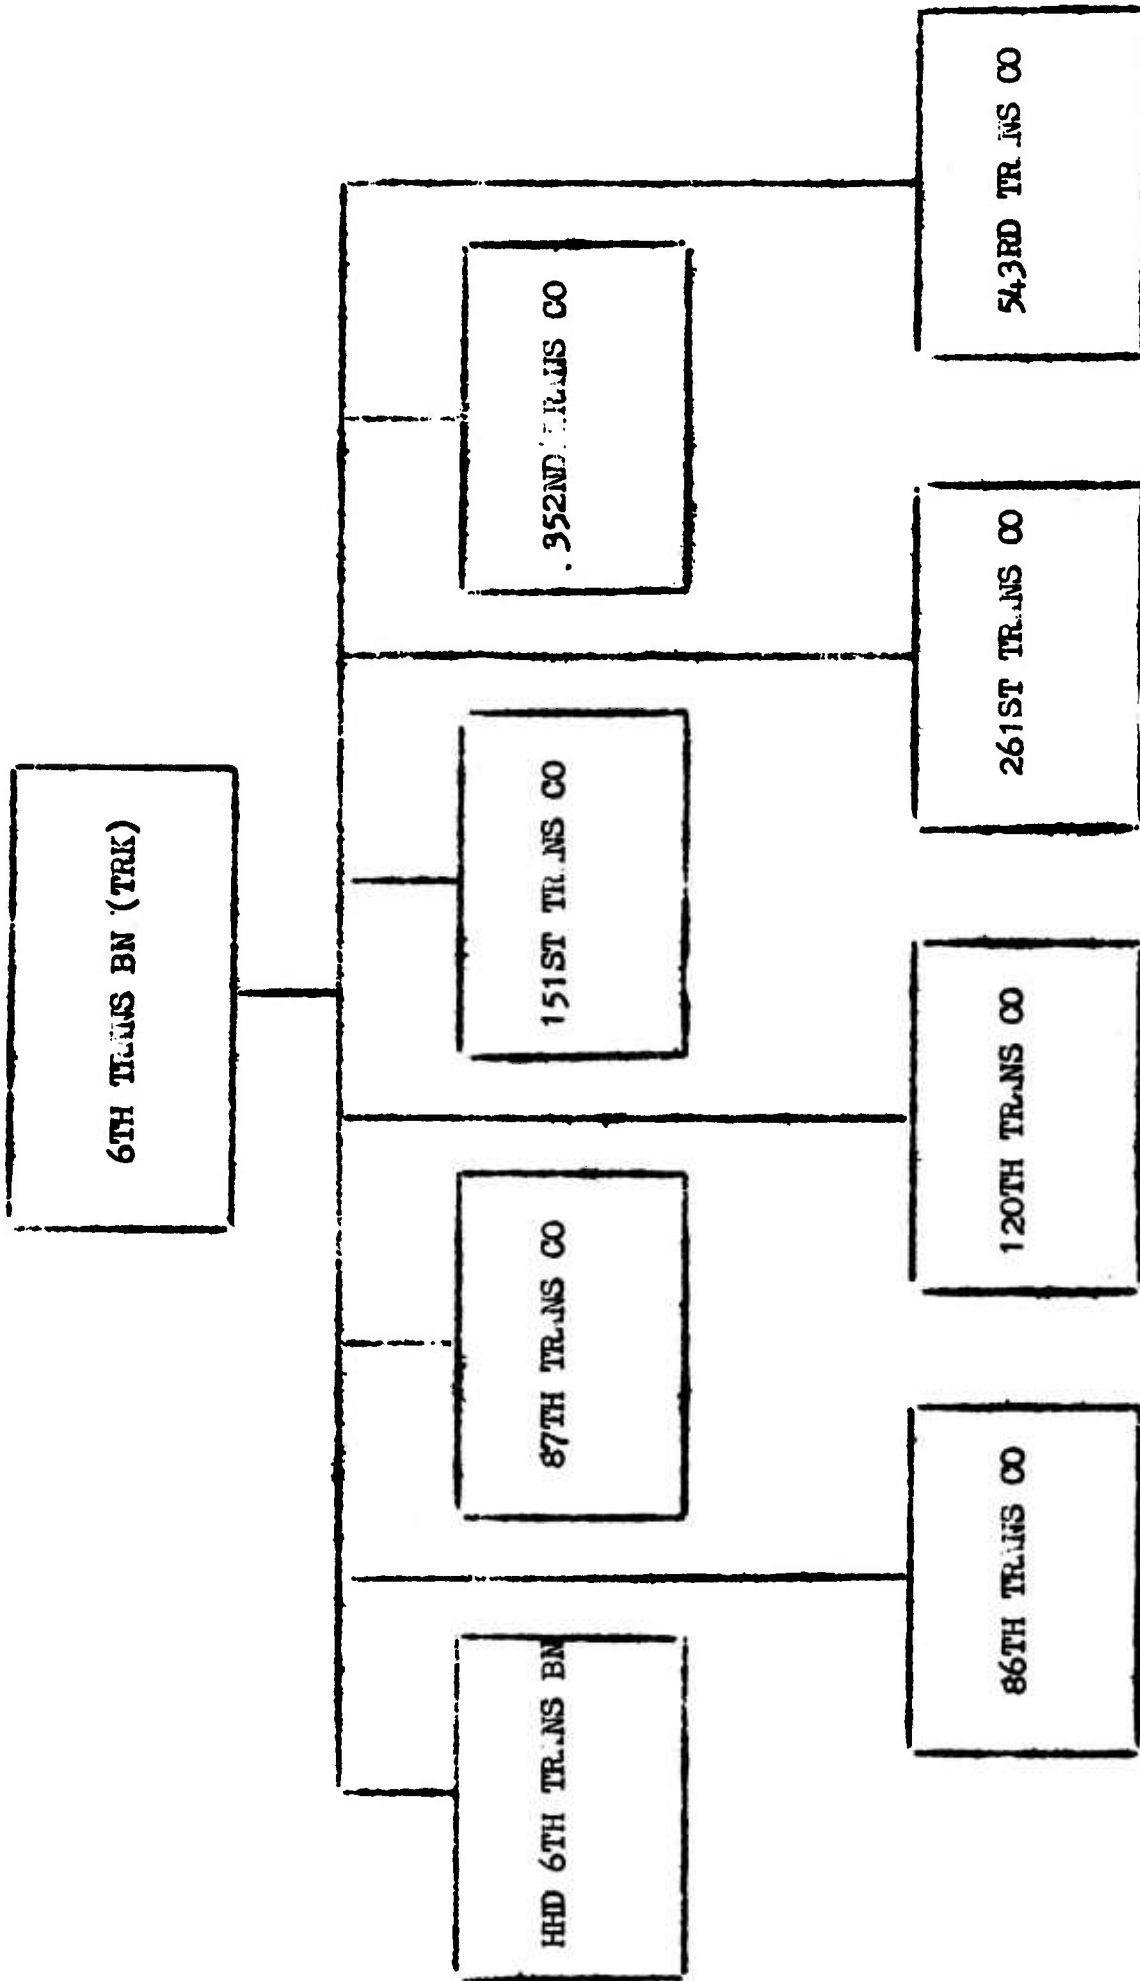 6TH TRANS BN (TRK)
HHD 6TH TRANS BN
87TH TRANS CO
151ST TRANS CO
352ND TRANS CO
86TH TRANS CO
120TH TRANS CO
261ST TRANS CO
543RD TRANS CO